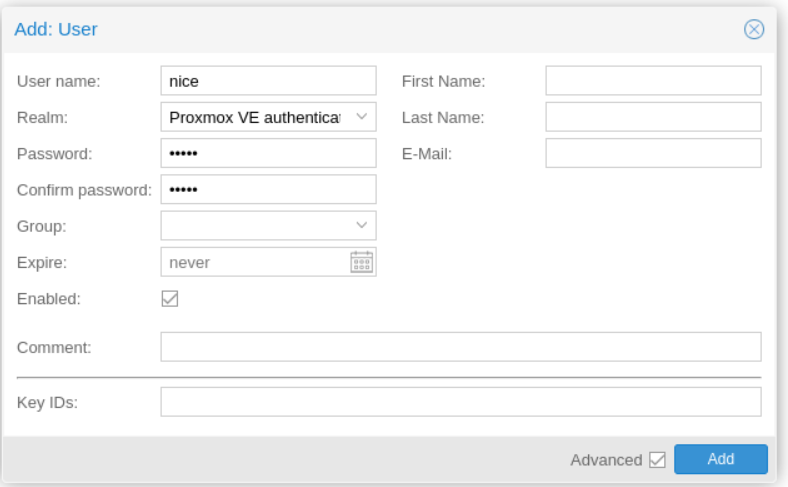 Add: User
User name: nice
First Name:
Realm: Proxmox VE authentica
Last Name:
Password: •••••
E-Mail:
Confirm password: •••••
Group:
Expire: never
Enabled:
Comment:
Key IDs:
Advanced
Add